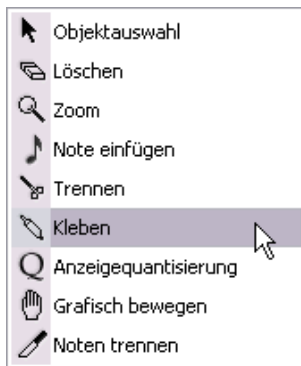 Objektauswahl
Löschen
Zoom
Note einfügen
Trennen
Kleben
Anzeigequantisierung
Grafisch bewegen
Noten trennen